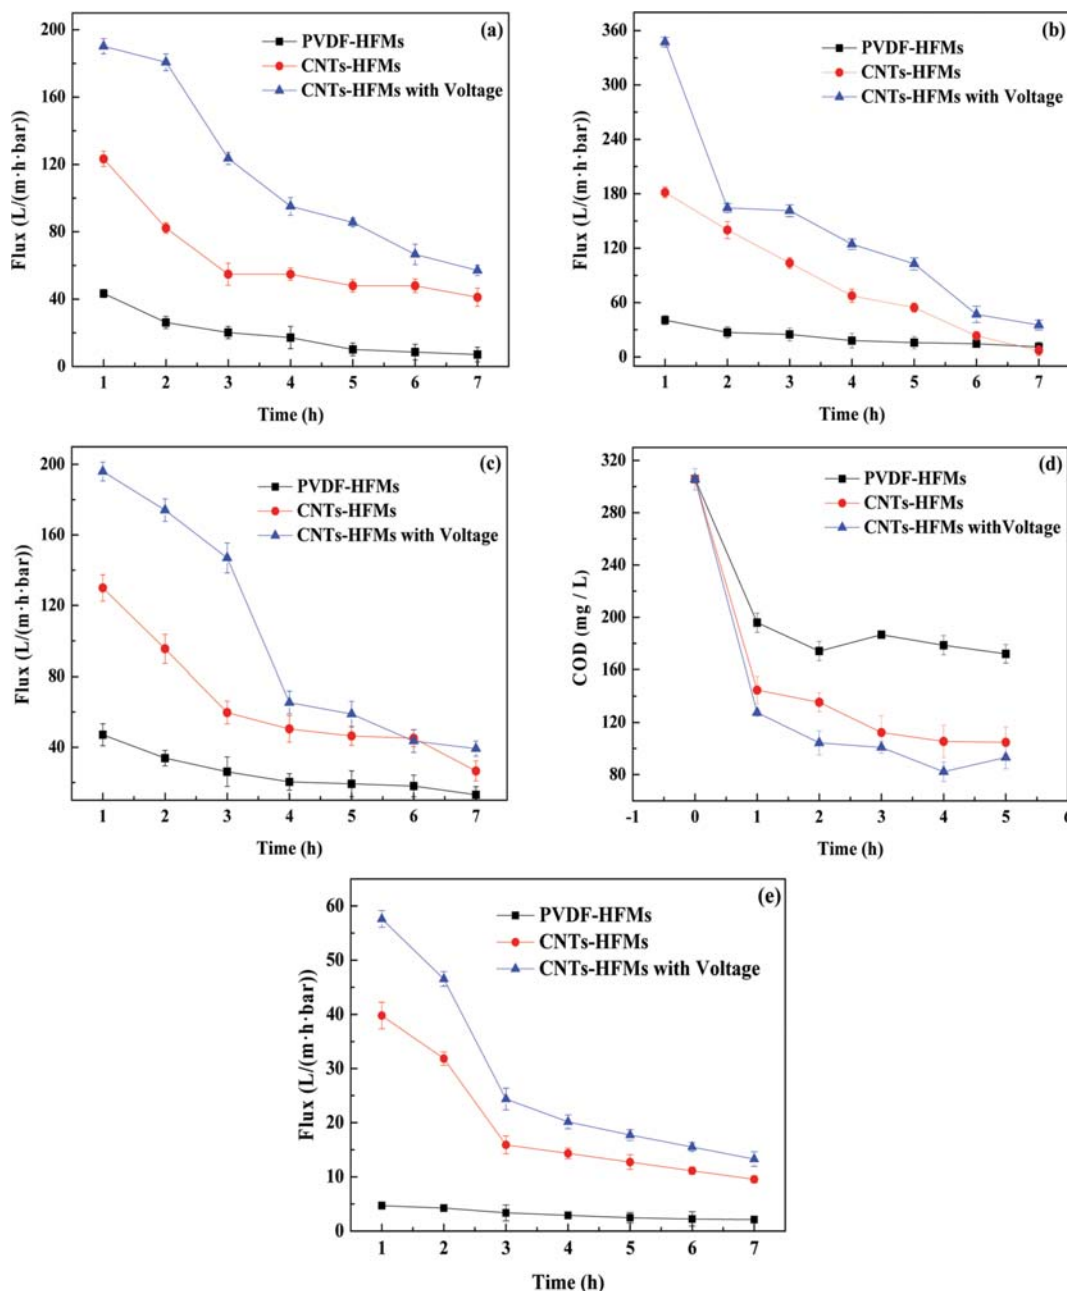 (a)
PVDF-HFMs
CNTs-HFMs
CNTs-HFMs with Voltage
Flux (L/(m·h·bar))
200
160
120
80
40
0
1 2 3 4 5 6 7
Time (h)
(b)
PVDF-HFMs
CNTs-HFMs
CNTs-HFMs with Voltage
Flux (L/(m·h·bar))
360
300
240
180
120
60
0
1 2 3 4 5 6 7
Time (h)
(c)
PVDF-HFMs
CNTs-HFMs
CNTs-HFMs with Voltage
Flux (L/(m·h·bar))
200
160
120
80
40
1 2 3 4 5 6 7
Time (h)
(d)
PVDF-HFMs
CNTs-HFMs
CNTs-HFMs withVoltage
COD (mg / L)
320
280
240
200
160
120
80
-1 0 1 2 3 4 5 6
Time (h)
(e)
PVDF-HFMs
CNTs-HFMs
CNTs-HFMs with Voltage
Flux (L/(m·h·bar))
60
50
40
30
20
10
0
1 2 3 4 5 6 7
Time (h)